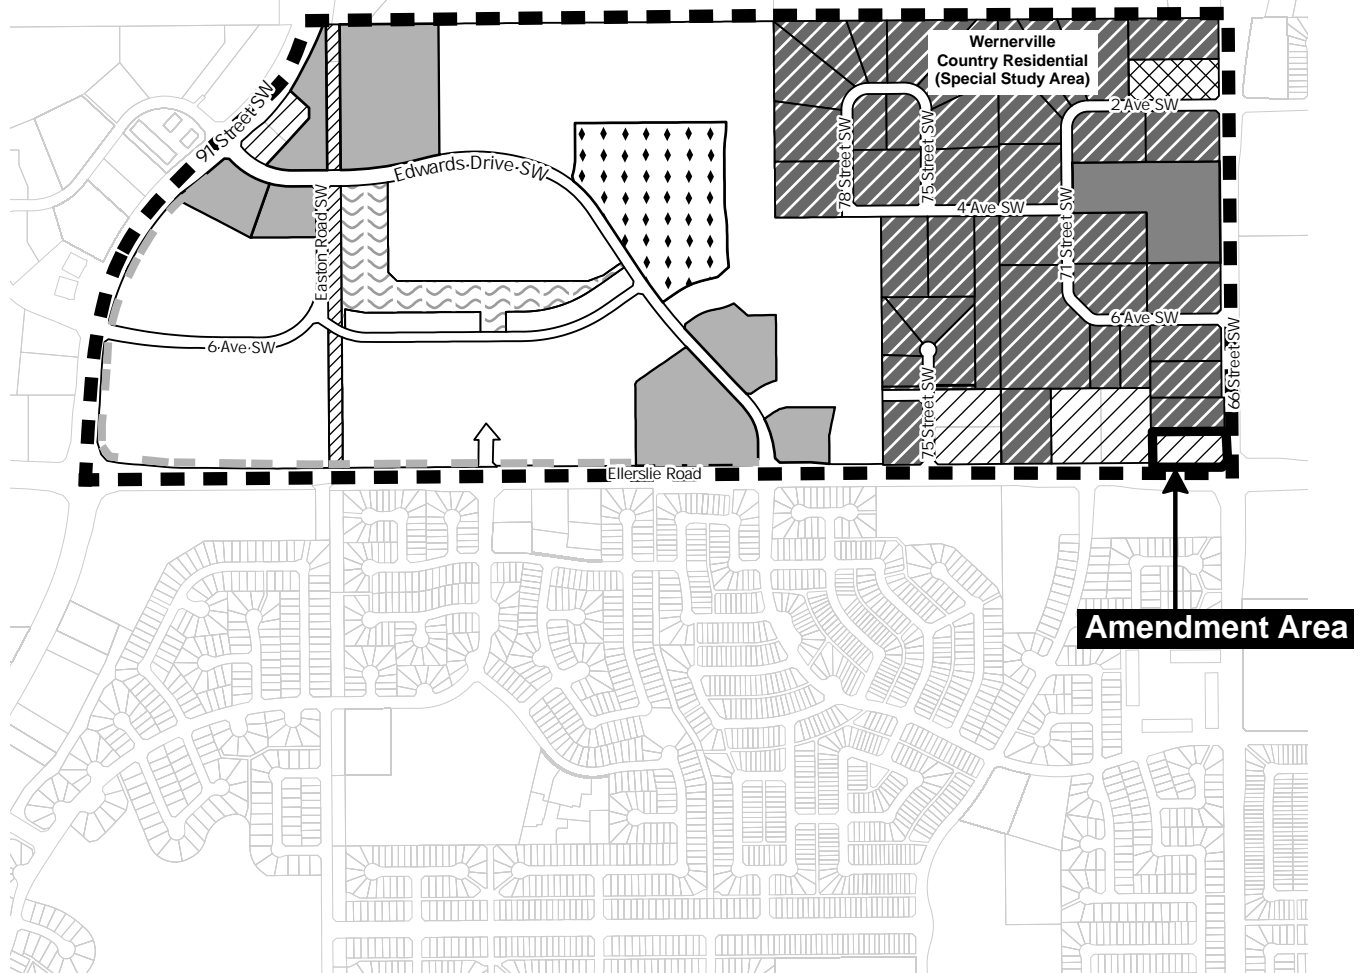 Wernerville
Country Residential
(Special Study Area)
91 Street SW
2 Ave SW
78 Street SW
75 Street SW
Edwards Drive SW
Easton Road SW
4 Ave SW
71 Street SW
6 Ave SW
6 Ave SW
66 Street SW
75 Street SW
Ellerslie Road
Amendment Area